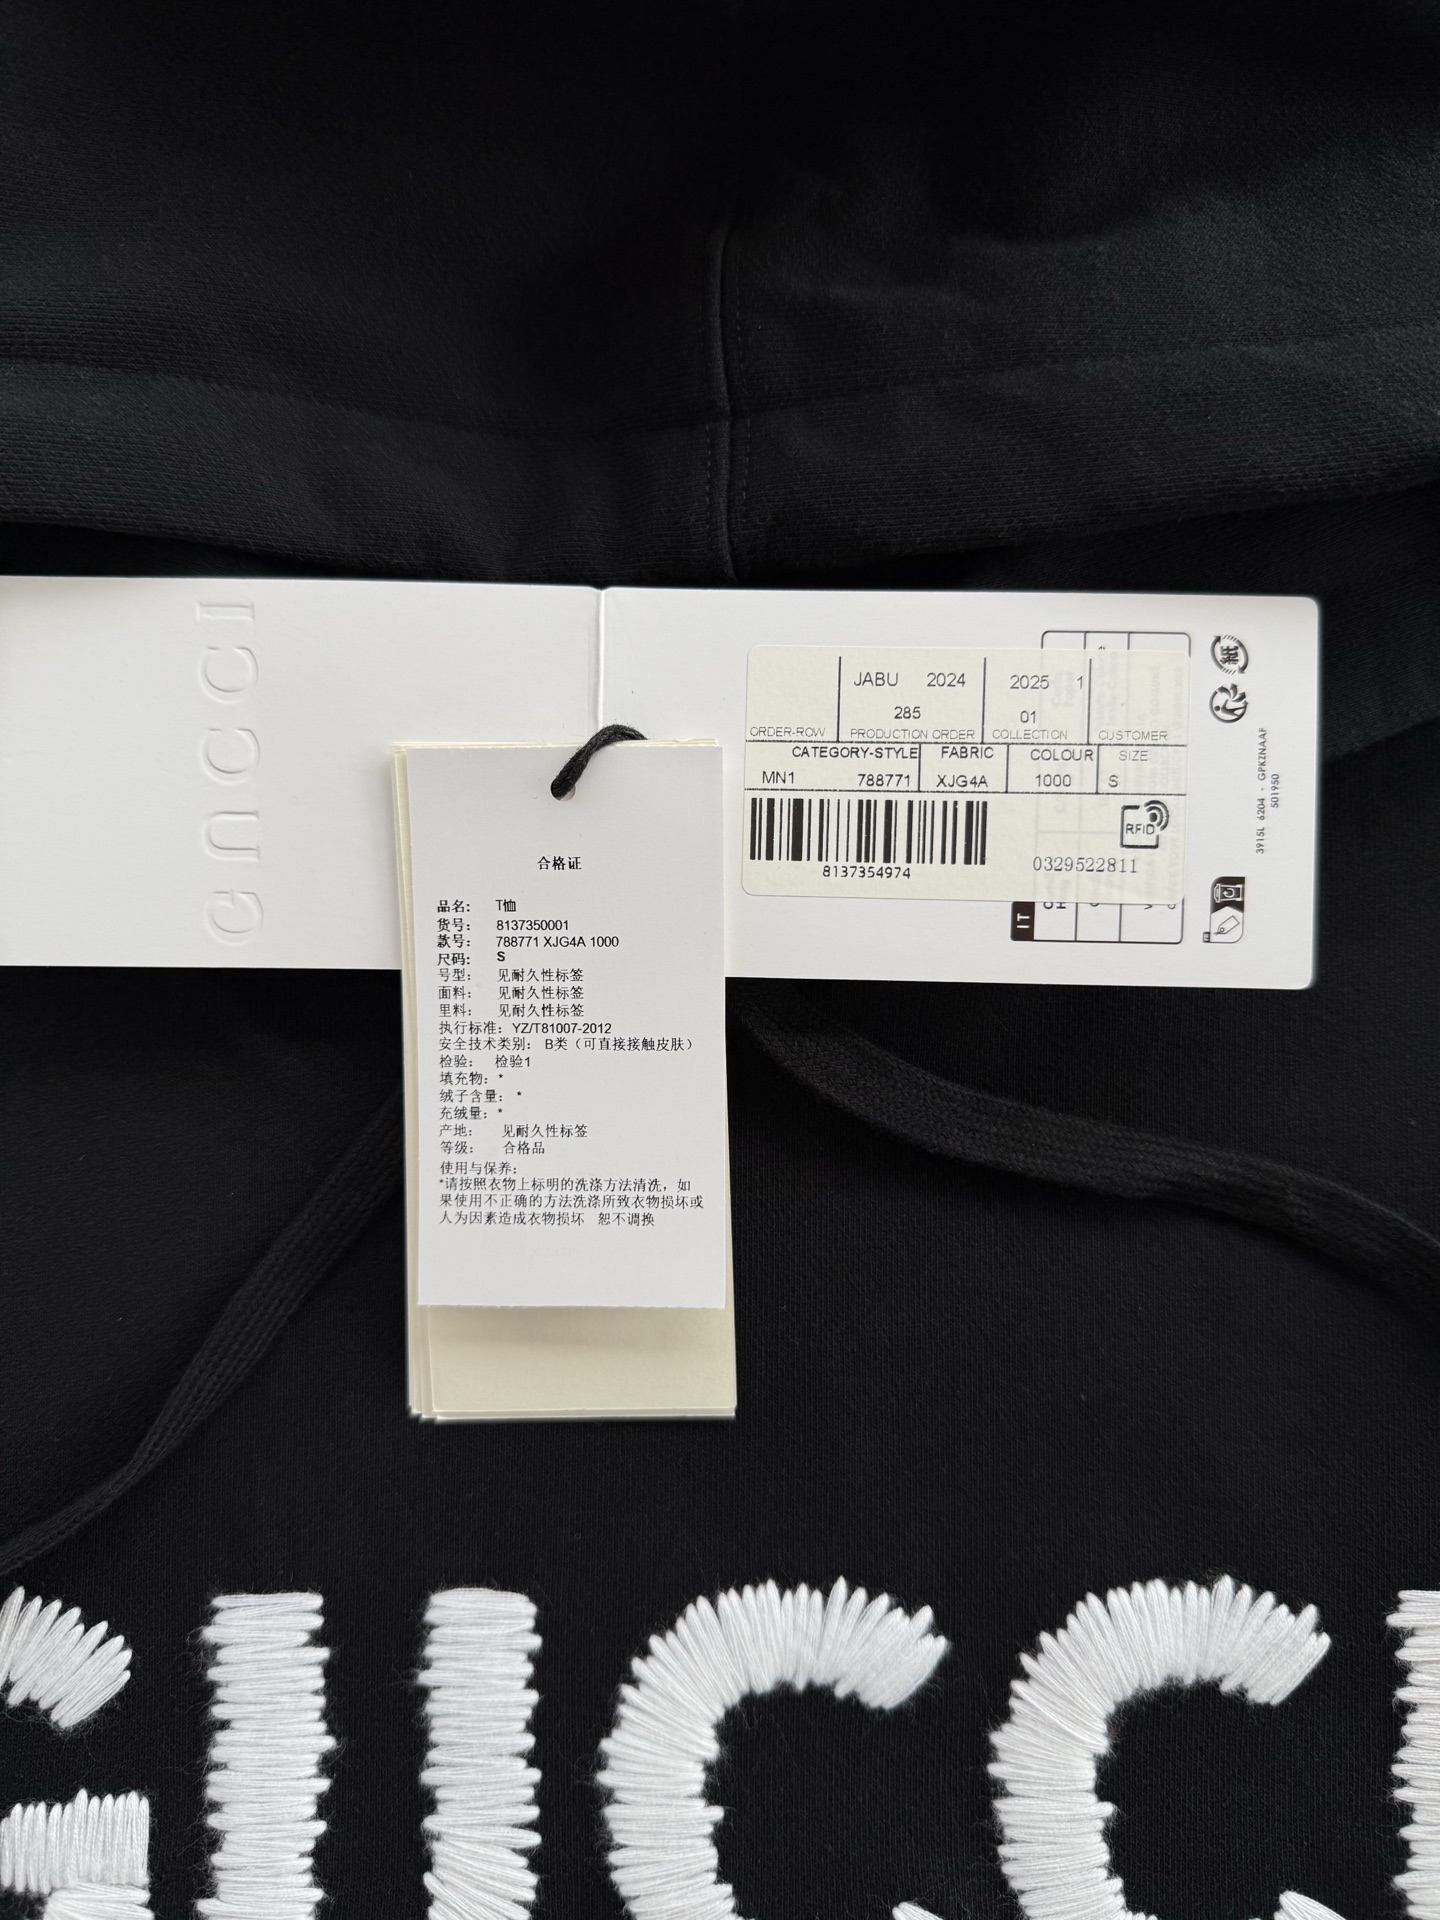 GUCCI
JABU 2024 2025 1
285 01
ORDER-ROW PRODUCTION ORDER COLLECTION CUSTOMER
CATEGORY-STYLE FABRIC COLOUR SIZE
MN1 788771 XJG4A 1000 S
8137354974
RFID
0329522811
IT
紙
3915L 6204 - GPKZNAAF
501950
合格证
品名: T恤
货号: 8137350001
款号: 788771 XJG4A 1000
尺码: S
号型: 见耐久性标签
面料: 见耐久性标签
里料: 见耐久性标签
执行标准: YZ/T81007-2012
安全技术类别: B类（可直接接触皮肤）
检验: 检验1
填充物: *
绒子含量: *
充绒量: *
产地: 见耐久性标签
等级: 合格品
使用与保养:
*请按照衣物上标明的洗涤方法清洗，如
果使用不正确的方法洗涤所致衣物损坏或
人为因素造成衣物损坏 恕不调换
GUCCI